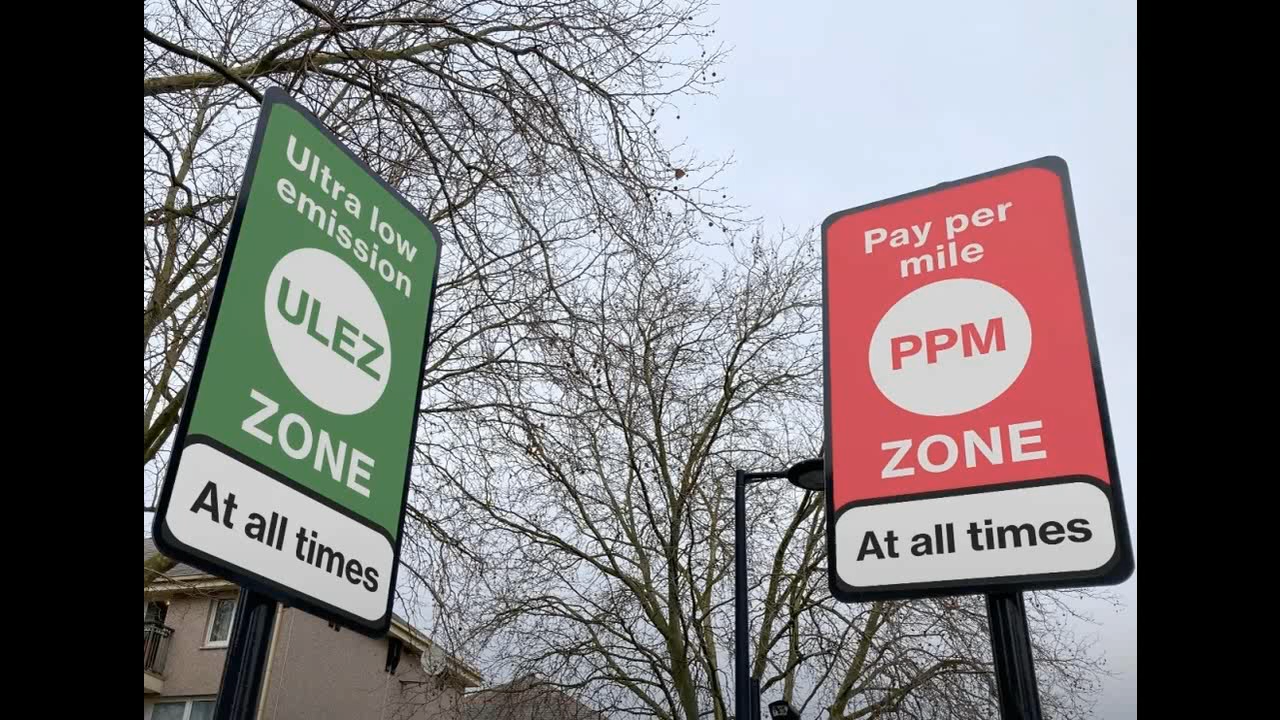 Ultra low
emission
ULEZ
ZONE
At all times
Pay per
mile
PPM
ZONE
At all times